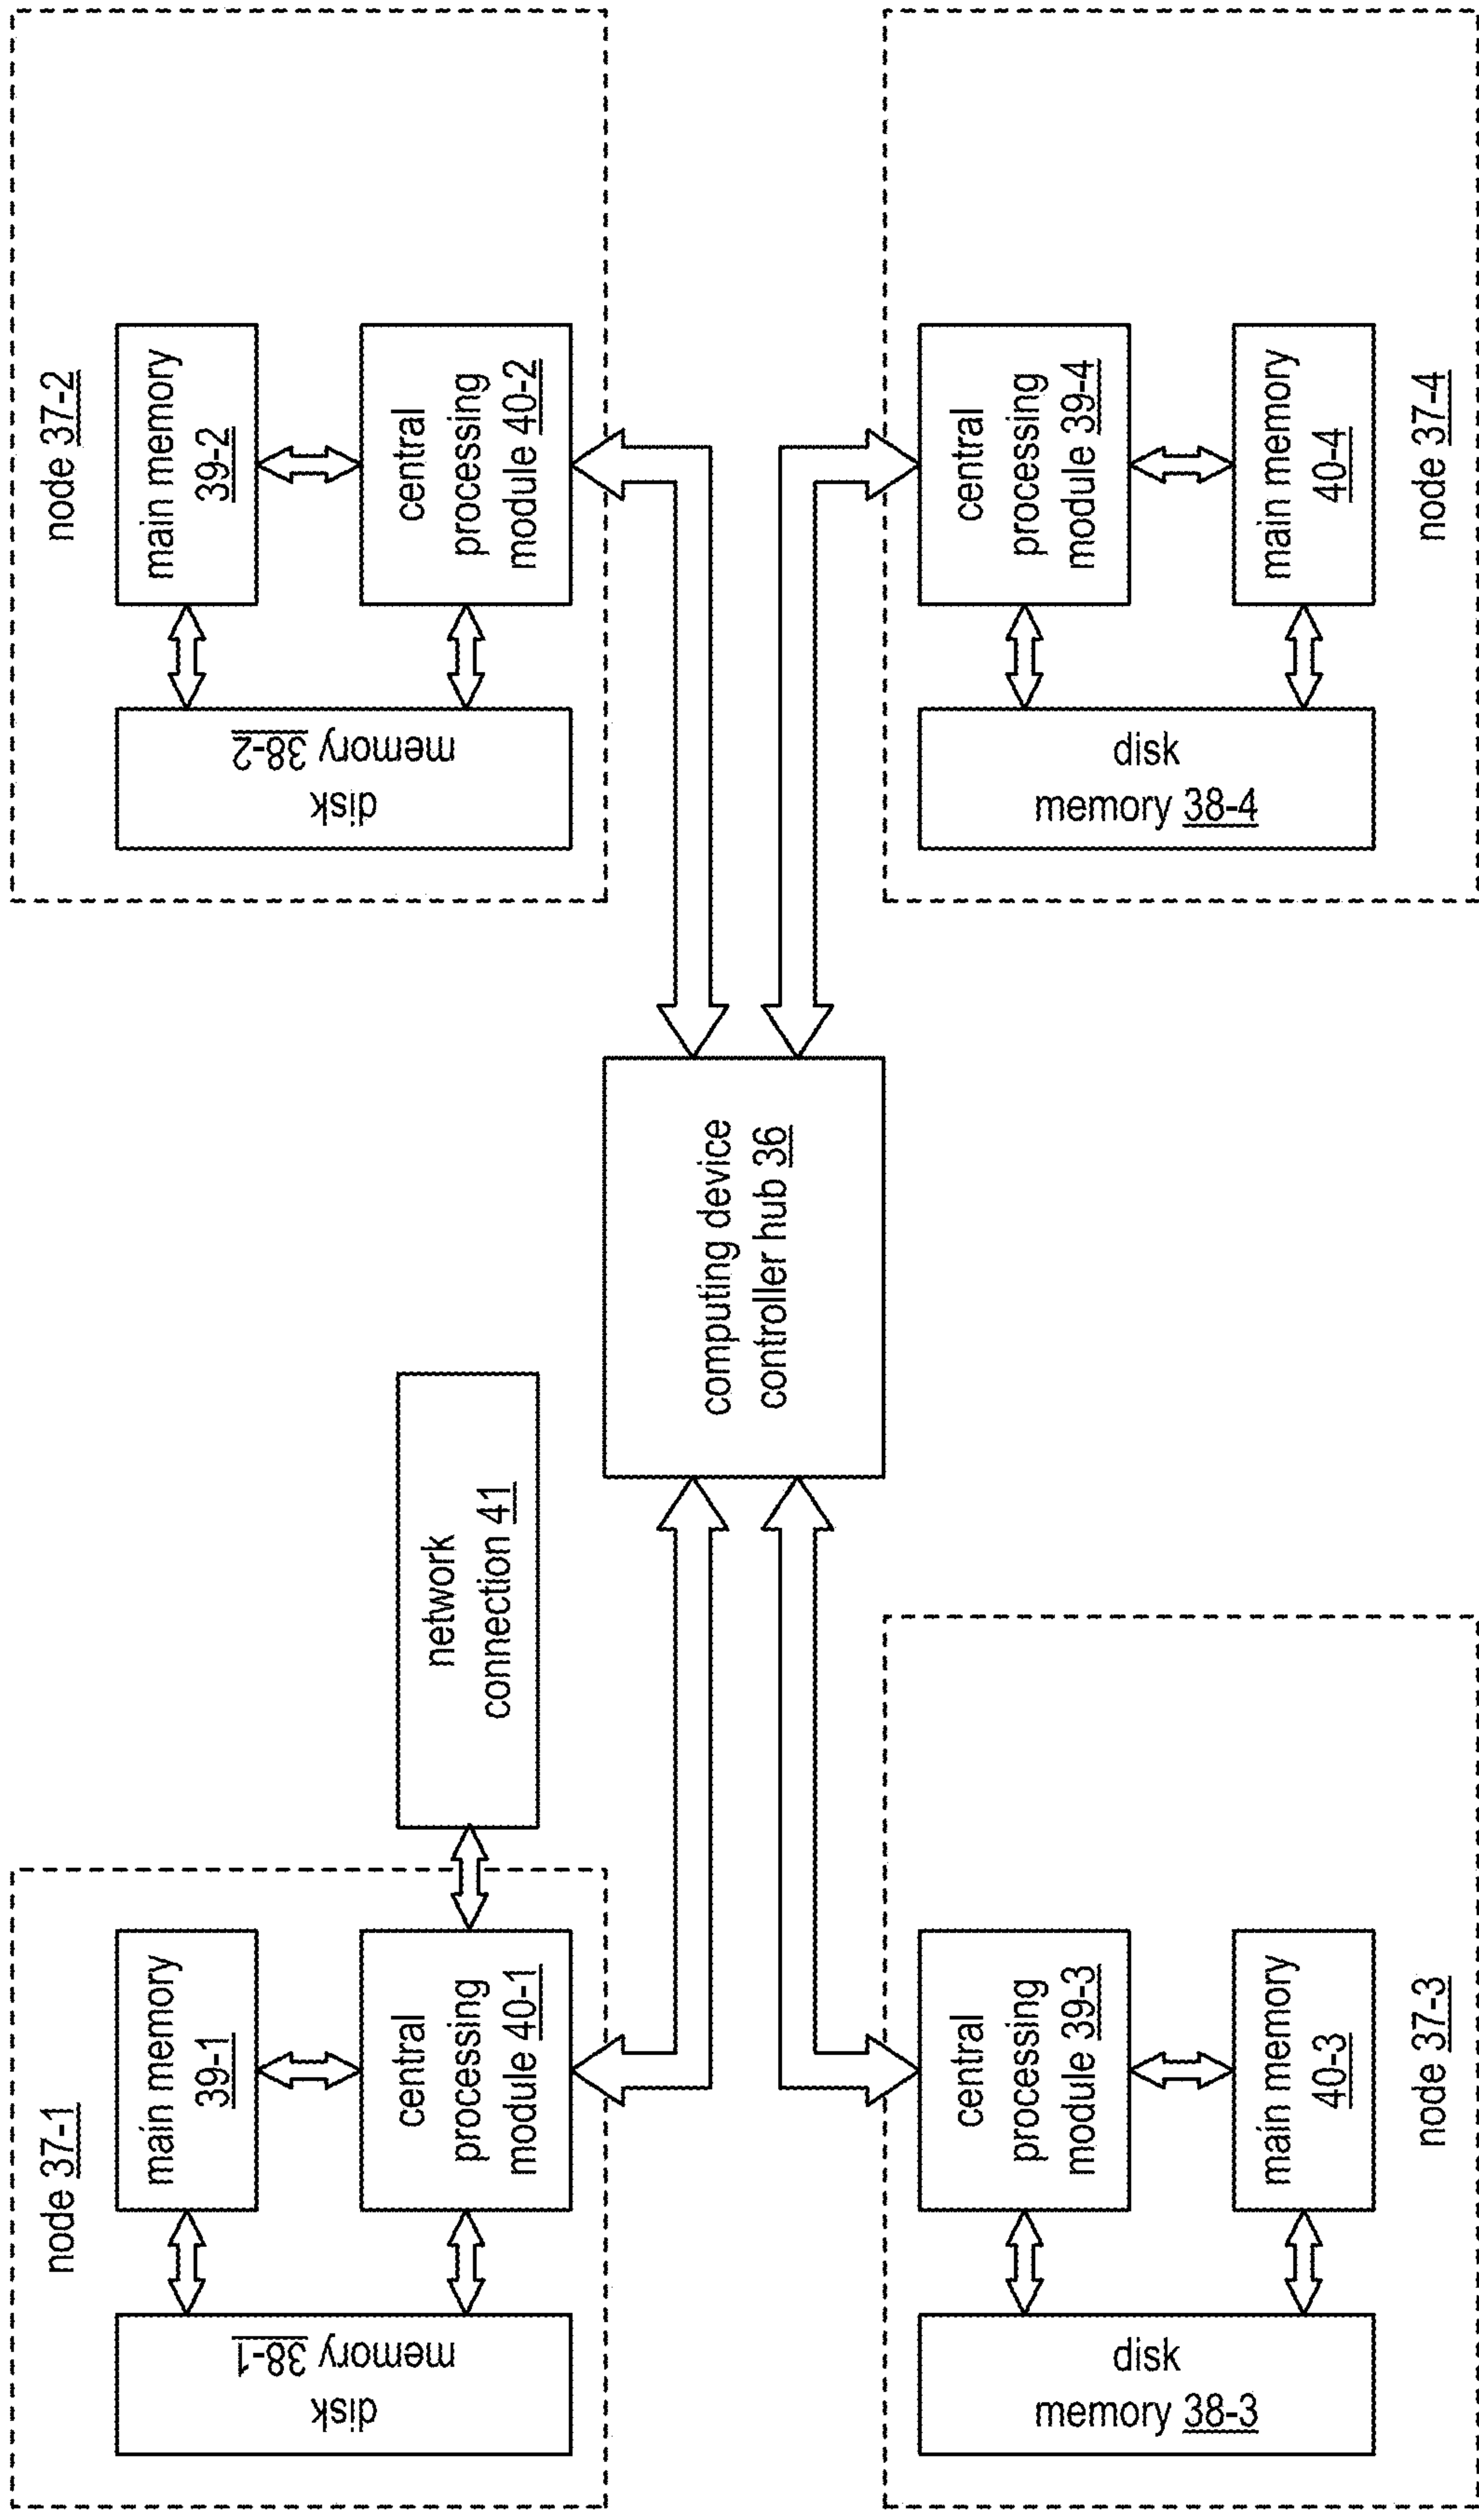 node 37-1
disk
memory 38-1
main memory
39-1
central
processing
module 40-1
network
connection 41
node 37-2
disk
memory 38-2
main memory
39-2
central
processing
module 40-2
computing device
controller hub 36
disk
memory 38-3
central
processing
module 39-3
main memory
40-3
node 37-3
disk
memory 38-4
central
processing
module 39-4
main memory
40-4
node 37-4